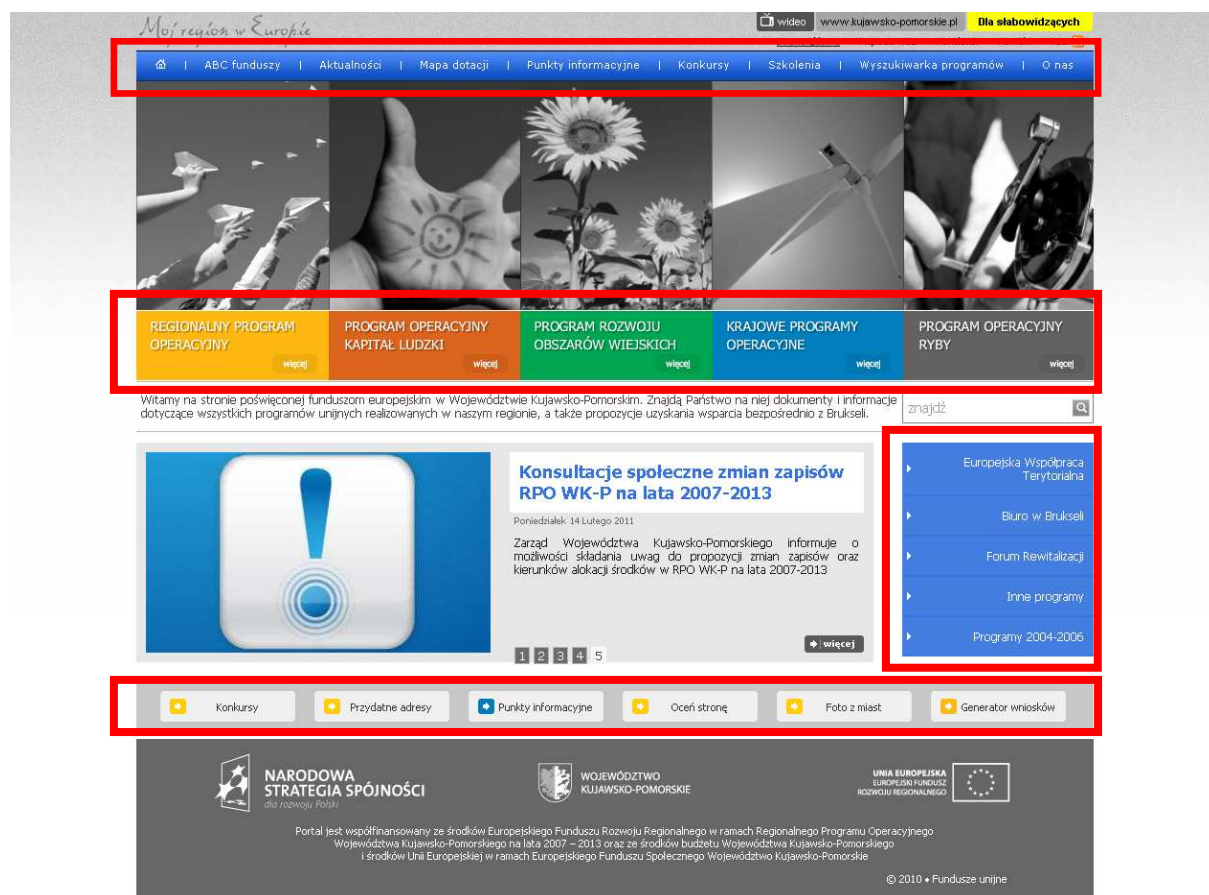 Moj region w Europie
wideo www.kujawsko-pomorskie.pl Dla słabowidzących
ABC funduszy | Aktualności | Mapa dotacji | Punkty informacyjne | Konkursy | Szkolenia | Wyszukiwarka programów | O nas
REGIONALNY PROGRAM
OPERACYJNY
więcej
PROGRAM OPERACYJNY
KAPITAŁ LUDZKI
więcej
PROGRAM ROZWOJU
OBSZARÓW WIEJSKICH
więcej
KRAJOWE PROGRAMY
OPERACYJNE
więcej
PROGRAM OPERACYJNY
RYBY
więcej
Witamy na stronie poświęconej funduszom europejskim w Województwie Kujawsko-Pomorskim. Znajdą Państwo na niej dokumenty i informacje
dotyczące wszystkich programów unijnych realizowanych w naszym regionie, a także propozycje uzyskania wsparcia bezpośrednio z Brukseli.
znajdź
Konsultacje społeczne zmian zapisów
RPO WK-P na lata 2007-2013
Poniedziałek 14 Lutego 2011
Zarząd Województwa Kujawsko-Pomorskiego informuje o
możliwości składania uwag do propozycji zmian zapisów oraz
kierunków alokacji środków w RPO WK-P na lata 2007-2013
więcej
1 2 3 4 5
Europejska Współpraca
Terytorialna
Biuro w Brukseli
Forum Rewitalizacji
Inne programy
Programy 2004-2006
Konkursy Przydatne adresy Punkty informacyjne Oceń stronę Foto z miast Generator wniosków
NARODOWA
STRATEGIA SPÓJNOŚCI
dla rozwoju Polski
WOJEWÓDZTWO
KUJAWSKO-POMORSKIE
UNIA EUROPEJSKA
EUROPEJSKI FUNDUSZ
ROZWOJU REGIONALNEGO
Portal jest współfinansowany ze środków Europejskiego Funduszu Rozwoju Regionalnego w ramach Regionalnego Programu Operacyjnego
Województwa Kujawsko-Pomorskiego na lata 2007 – 2013 oraz ze środków budżetu Województwa Kujawsko-Pomorskiego
i środków Unii Europejskiej w ramach Europejskiego Funduszu Społecznego Województwo Kujawsko-Pomorskie
© 2010 • Fundusze unijne